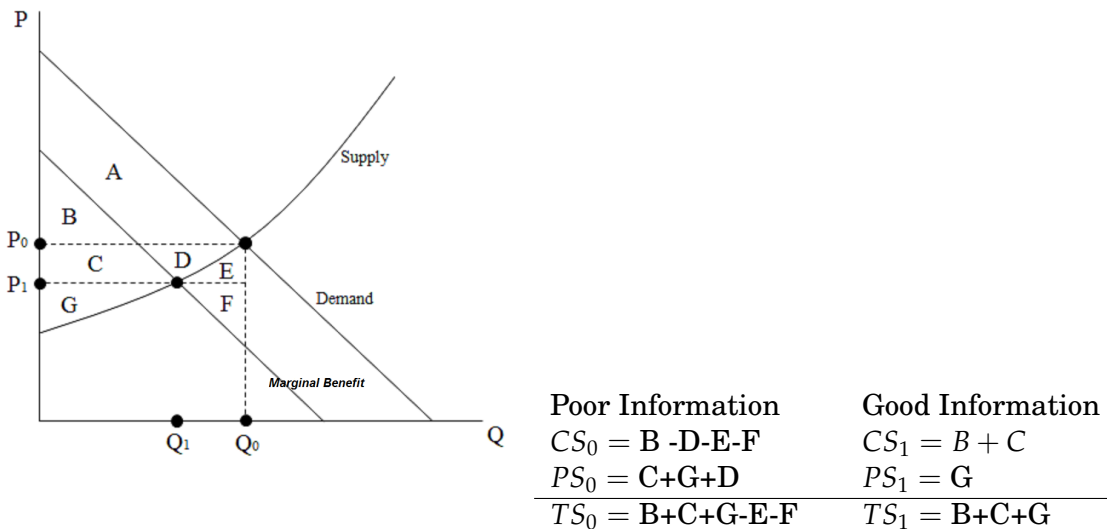 P
A
Supply
B
P₀
D
C
E
P₁
G
F
Demand
Marginal Benefit
Q₁ Q₀ Q
Poor Information Good Information
CS₀ = B -D-E-F CS₁ = B + C
PS₀ = C+G+D PS₁ = G
TS₀ = B+C+G-E-F TS₁ = B+C+G